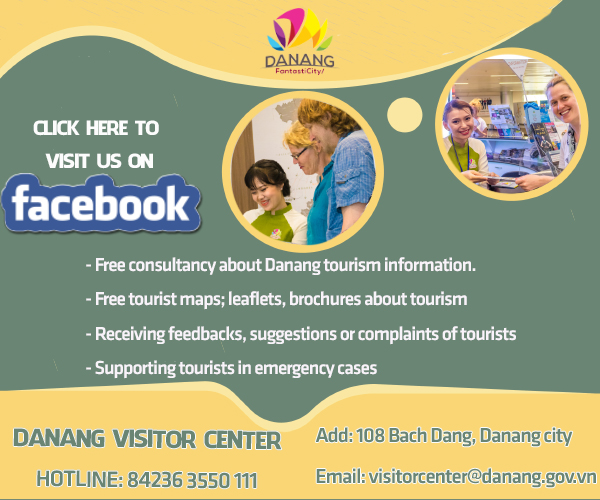 DANANG
FantastiCity!
CLICK HERE TO
VISIT US ON
facebook
- Free consultancy about Danang tourism information.
- Free tourist maps; leaflets, brochures about tourism
- Receiving feedbacks, suggestions or complaints of tourists
- Supporting tourists in emergency cases
DANANG VISITOR CENTER
HOTLINE: 84236 3550 111
Add: 108 Bach Dang, Danang city
Email: visitorcenter@danang.gov.vn